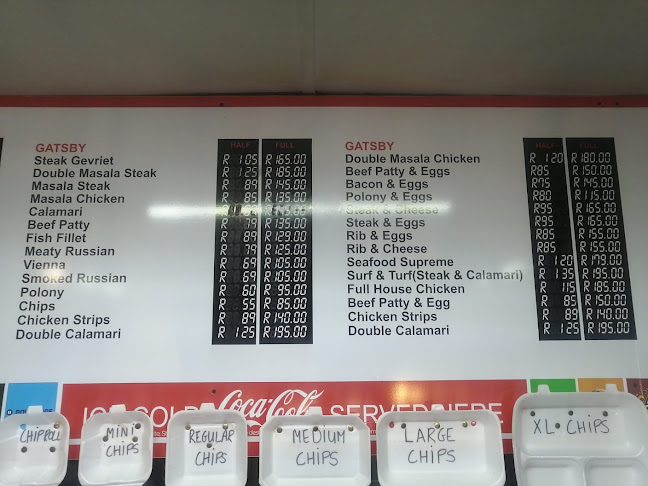 GATSBY HALF FULL
Steak Gevriet R 105 R 165.00
Double Masala Steak R 125 R 185.00
Masala Steak R 89 R 145.00
Masala Chicken R 85 R 135.00
Calamari
Beef Patty R 79 R 135.00
Fish Fillet R 89 R 129.00
Meaty Russian R 79 R 125.00
Vienna R 69 R 105.00
Smoked Russian R 69 R 105.00
Polony R 60 R 95.00
Chips R 55 R 85.00
Chicken Strips R 89 R 140.00
Double Calamari R 125 R 195.00
GATSBY HALF FULL
Double Masala Chicken R 120 R 180.00
Beef Patty & Eggs R85 R 150.00
Bacon & Eggs R75 R 145.00
Polony & Eggs R80 R 115.00
Steak & Cheese R95 R 165.00
Steak & Eggs R95 R 165.00
Rib & Eggs R85 R 155.00
Rib & Cheese R85 R 155.00
Seafood Supreme R 120 R 179.00
Surf & Turf(Steak & Calamari) R 135 R 195.00
Full House Chicken R 115 R 185.00
Beef Patty & Egg R 85 R 150.00
Chicken Strips R 89 R 140.00
Double Calamari R 125 R 195.00
Coca-Cola SERVED HERE
CHIPROLL
MINI CHIPS
REGULAR CHIPS
MEDIUM CHIPS
LARGE CHIPS
XL CHIPS